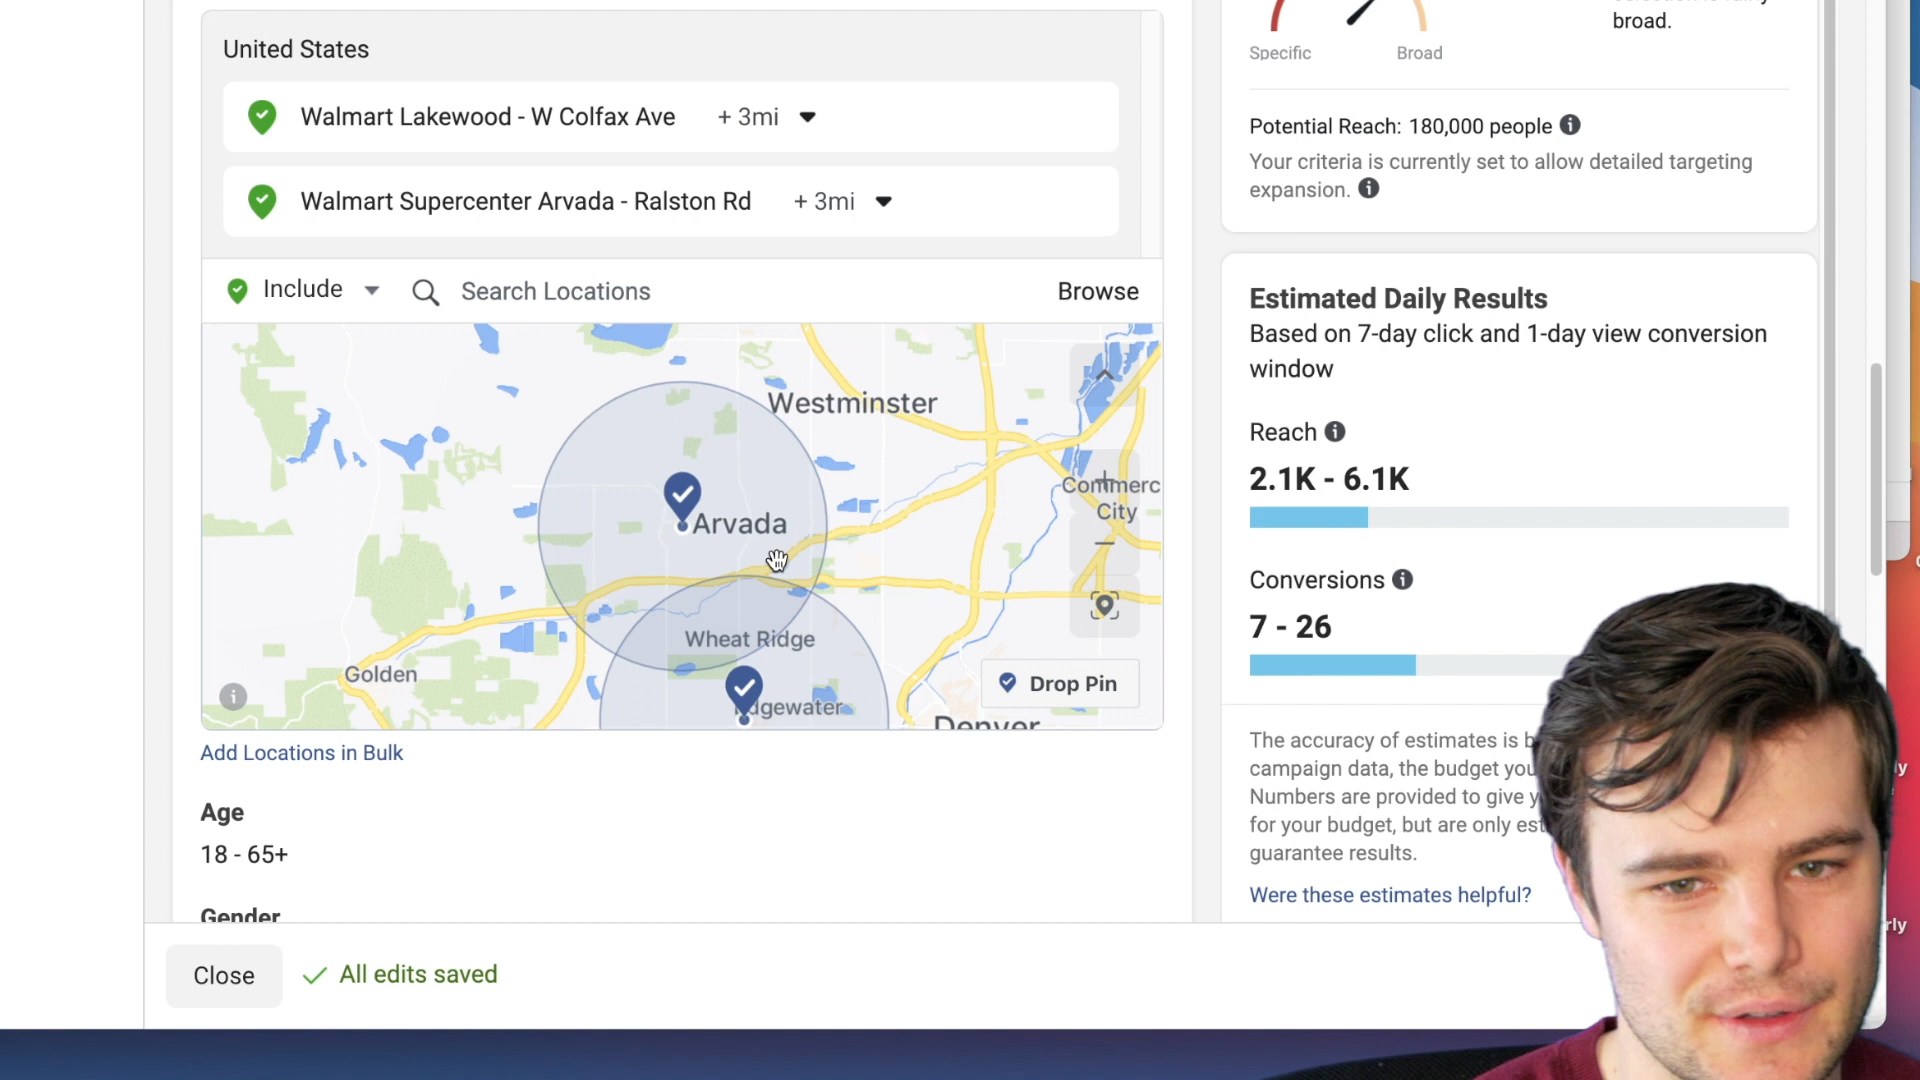 United States
Walmart Lakewood - W Colfax Ave + 3mi
Walmart Supercenter Arvada - Ralston Rd + 3mi
Include Search Locations Browse
Westminster
Arvada
Wheat Ridge
Golden
City
Drop Pin
Add Locations in Bulk
Age
18 - 65+
Gender
Close All edits saved
broad.
Specific Broad
Potential Reach: 180,000 people
Your criteria is currently set to allow detailed targeting
expansion.
Estimated Daily Results
Based on 7-day click and 1-day view conversion
window
Reach
2.1K - 6.1K
Conversions
7 - 26
The accuracy of estimates is
campaign data, the budget you
Numbers are provided to give
for your budget, but are only
guarantee results.
Were these estimates helpful?